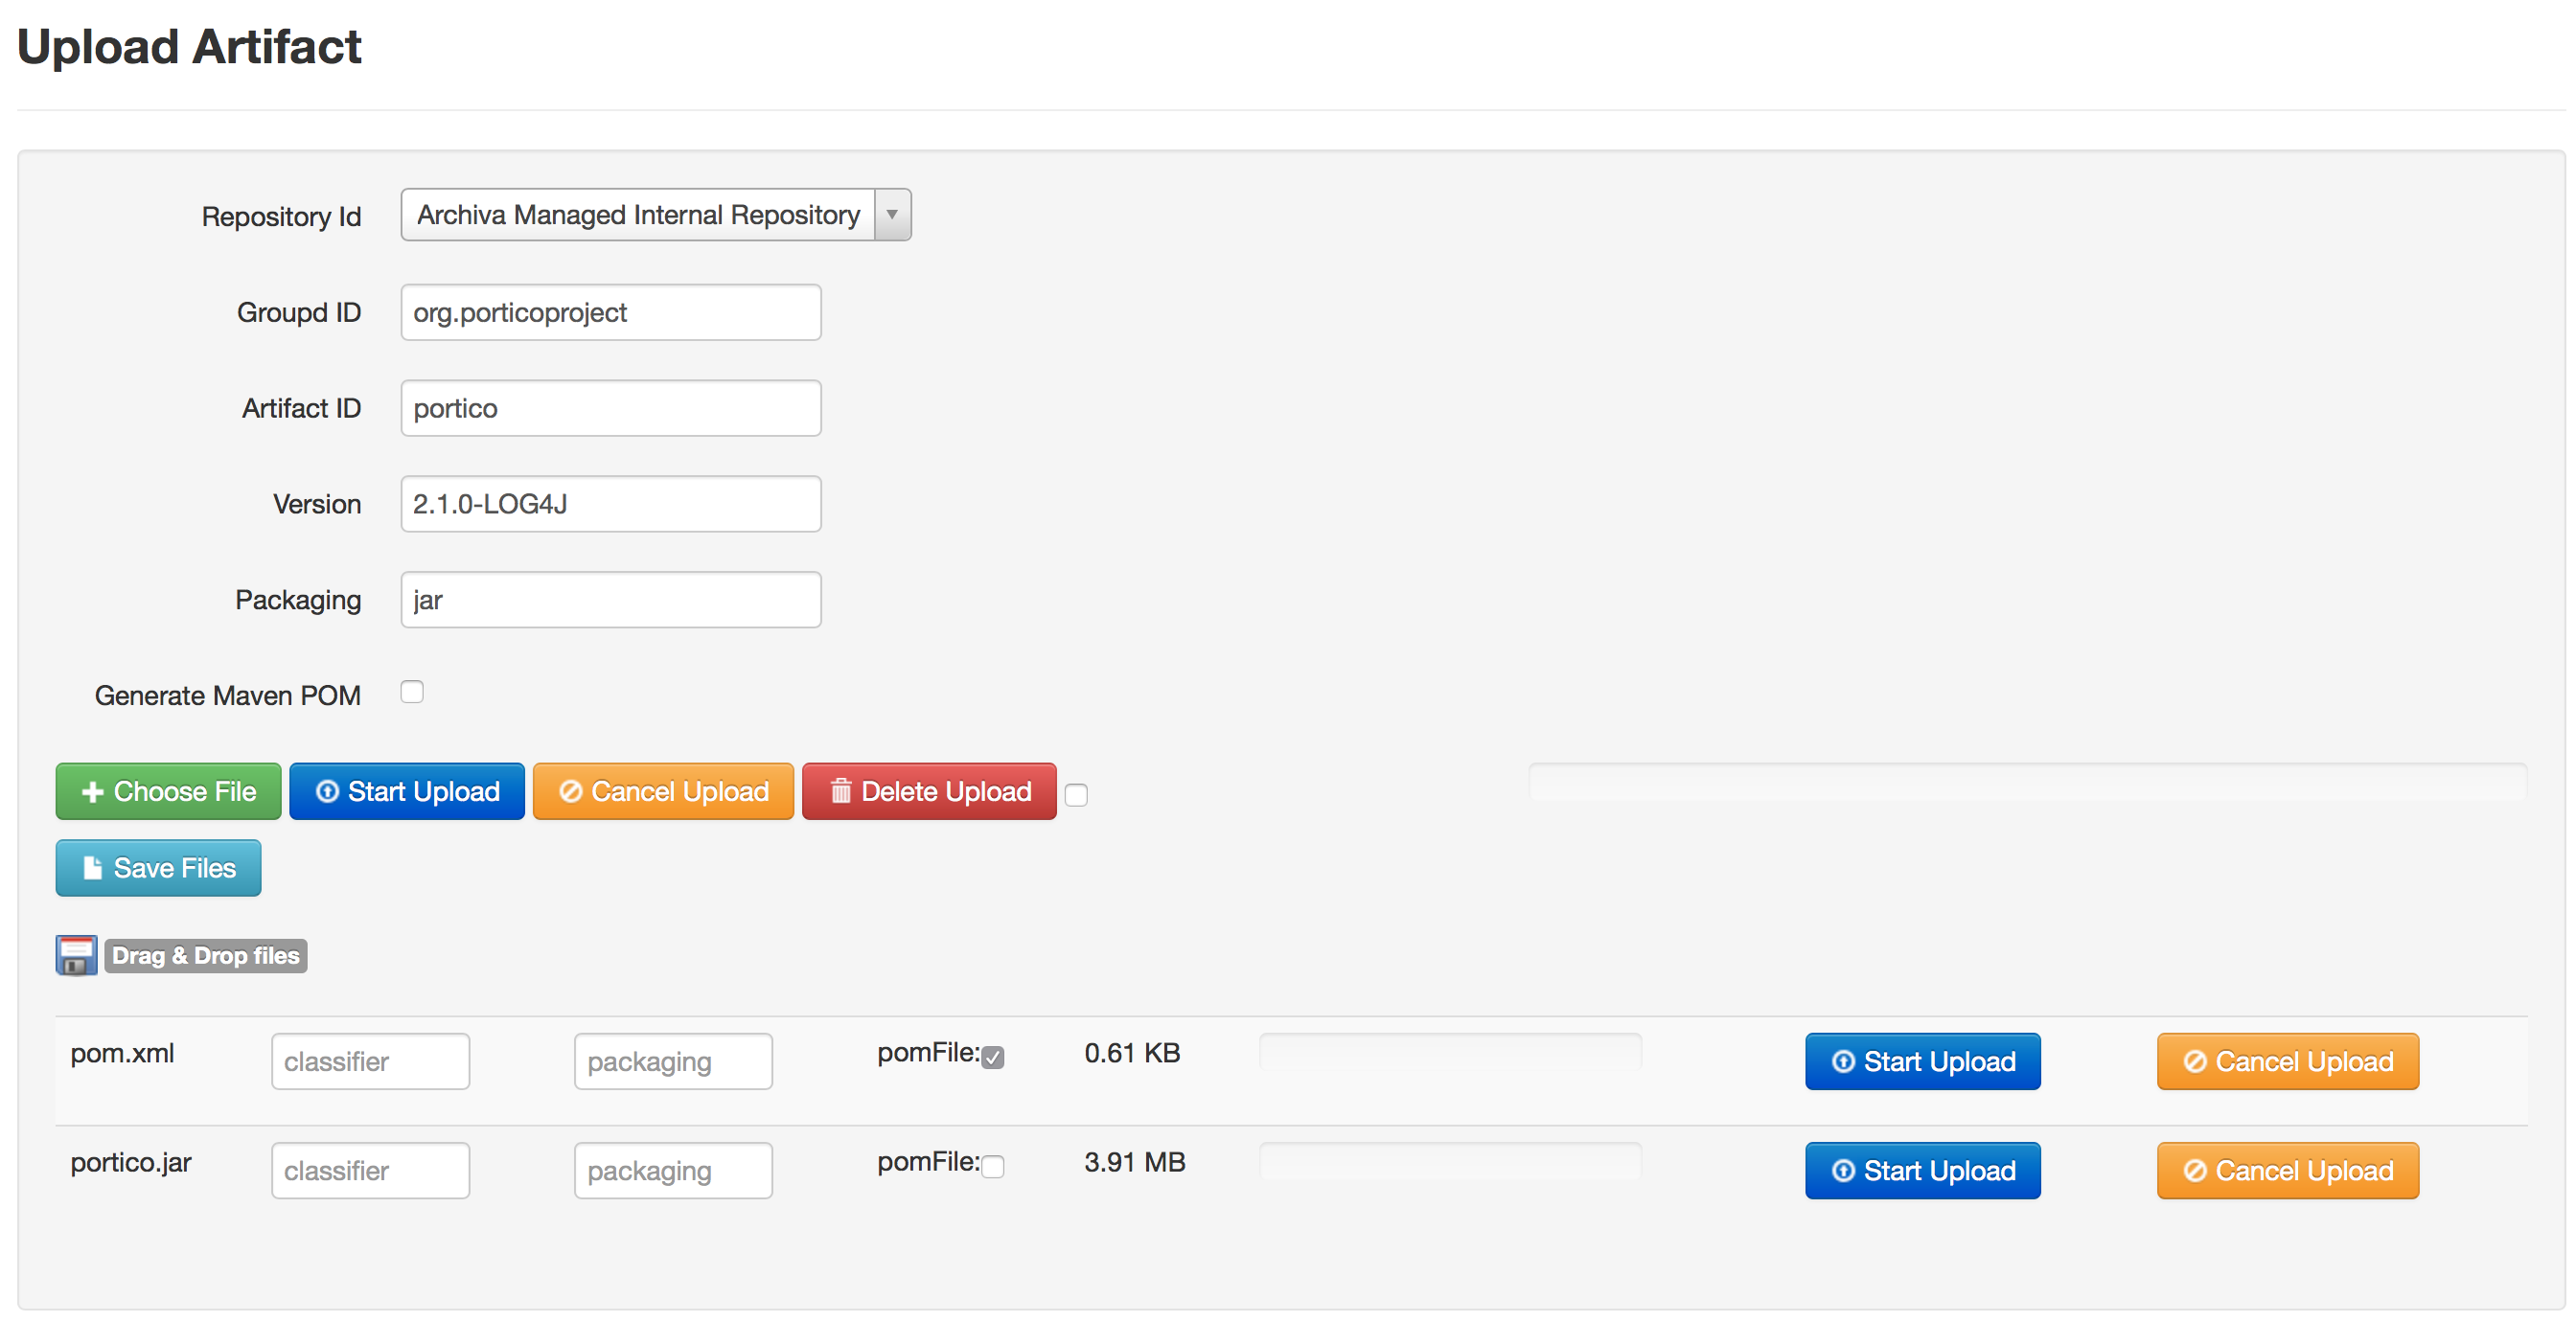 Upload Artifact
Repository Id Archiva Managed Internal Repository
Groupd ID org.porticoproject
Artifact ID portico
Version 2.1.0-LOG4J
Packaging jar
Generate Maven POM
Choose File Start Upload Cancel Upload Delete Upload
Save Files
Drag & Drop files
pom.xml classifier packaging pomFile: 0.61 KB Start Upload Cancel Upload
portico.jar classifier packaging pomFile: 3.91 MB Start Upload Cancel Upload